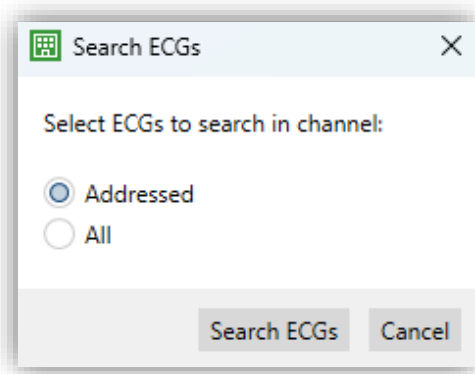 Search ECGs
Select ECGs to search in channel:
Addressed
All
Search ECGs Cancel